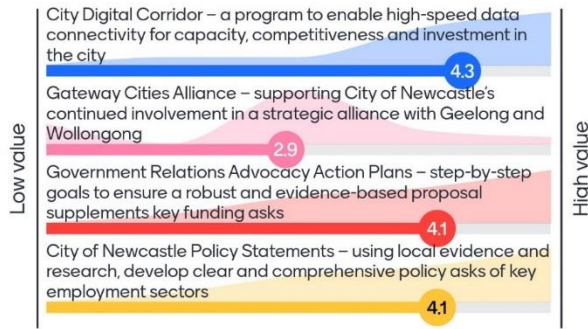 City Digital Corridor – a program to enable high-speed data
connectivity for capacity, competitiveness and investment in
the city
4.3
Gateway Cities Alliance – supporting City of Newcastle's
continued involvement in a strategic alliance with Geelong and
Wollongong
2.9
Government Relations Advocacy Action Plans – step-by-step
goals to ensure a robust and evidence-based proposal
supplements key funding asks
4.1
City of Newcastle Policy Statements – using local evidence and
research, develop clear and comprehensive policy asks of key
employment sectors
4.1
Low value
High value